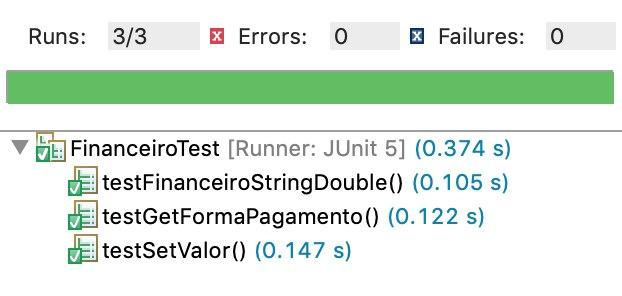 Runs: 3/3 Errors: 0 Failures: 0
FinanceiroTest [Runner: JUnit 5] (0.374 s)
testFinanceiroStringDouble() (0.105 s)
testGetFormaPagamento() (0.122 s)
testSetValor() (0.147 s)